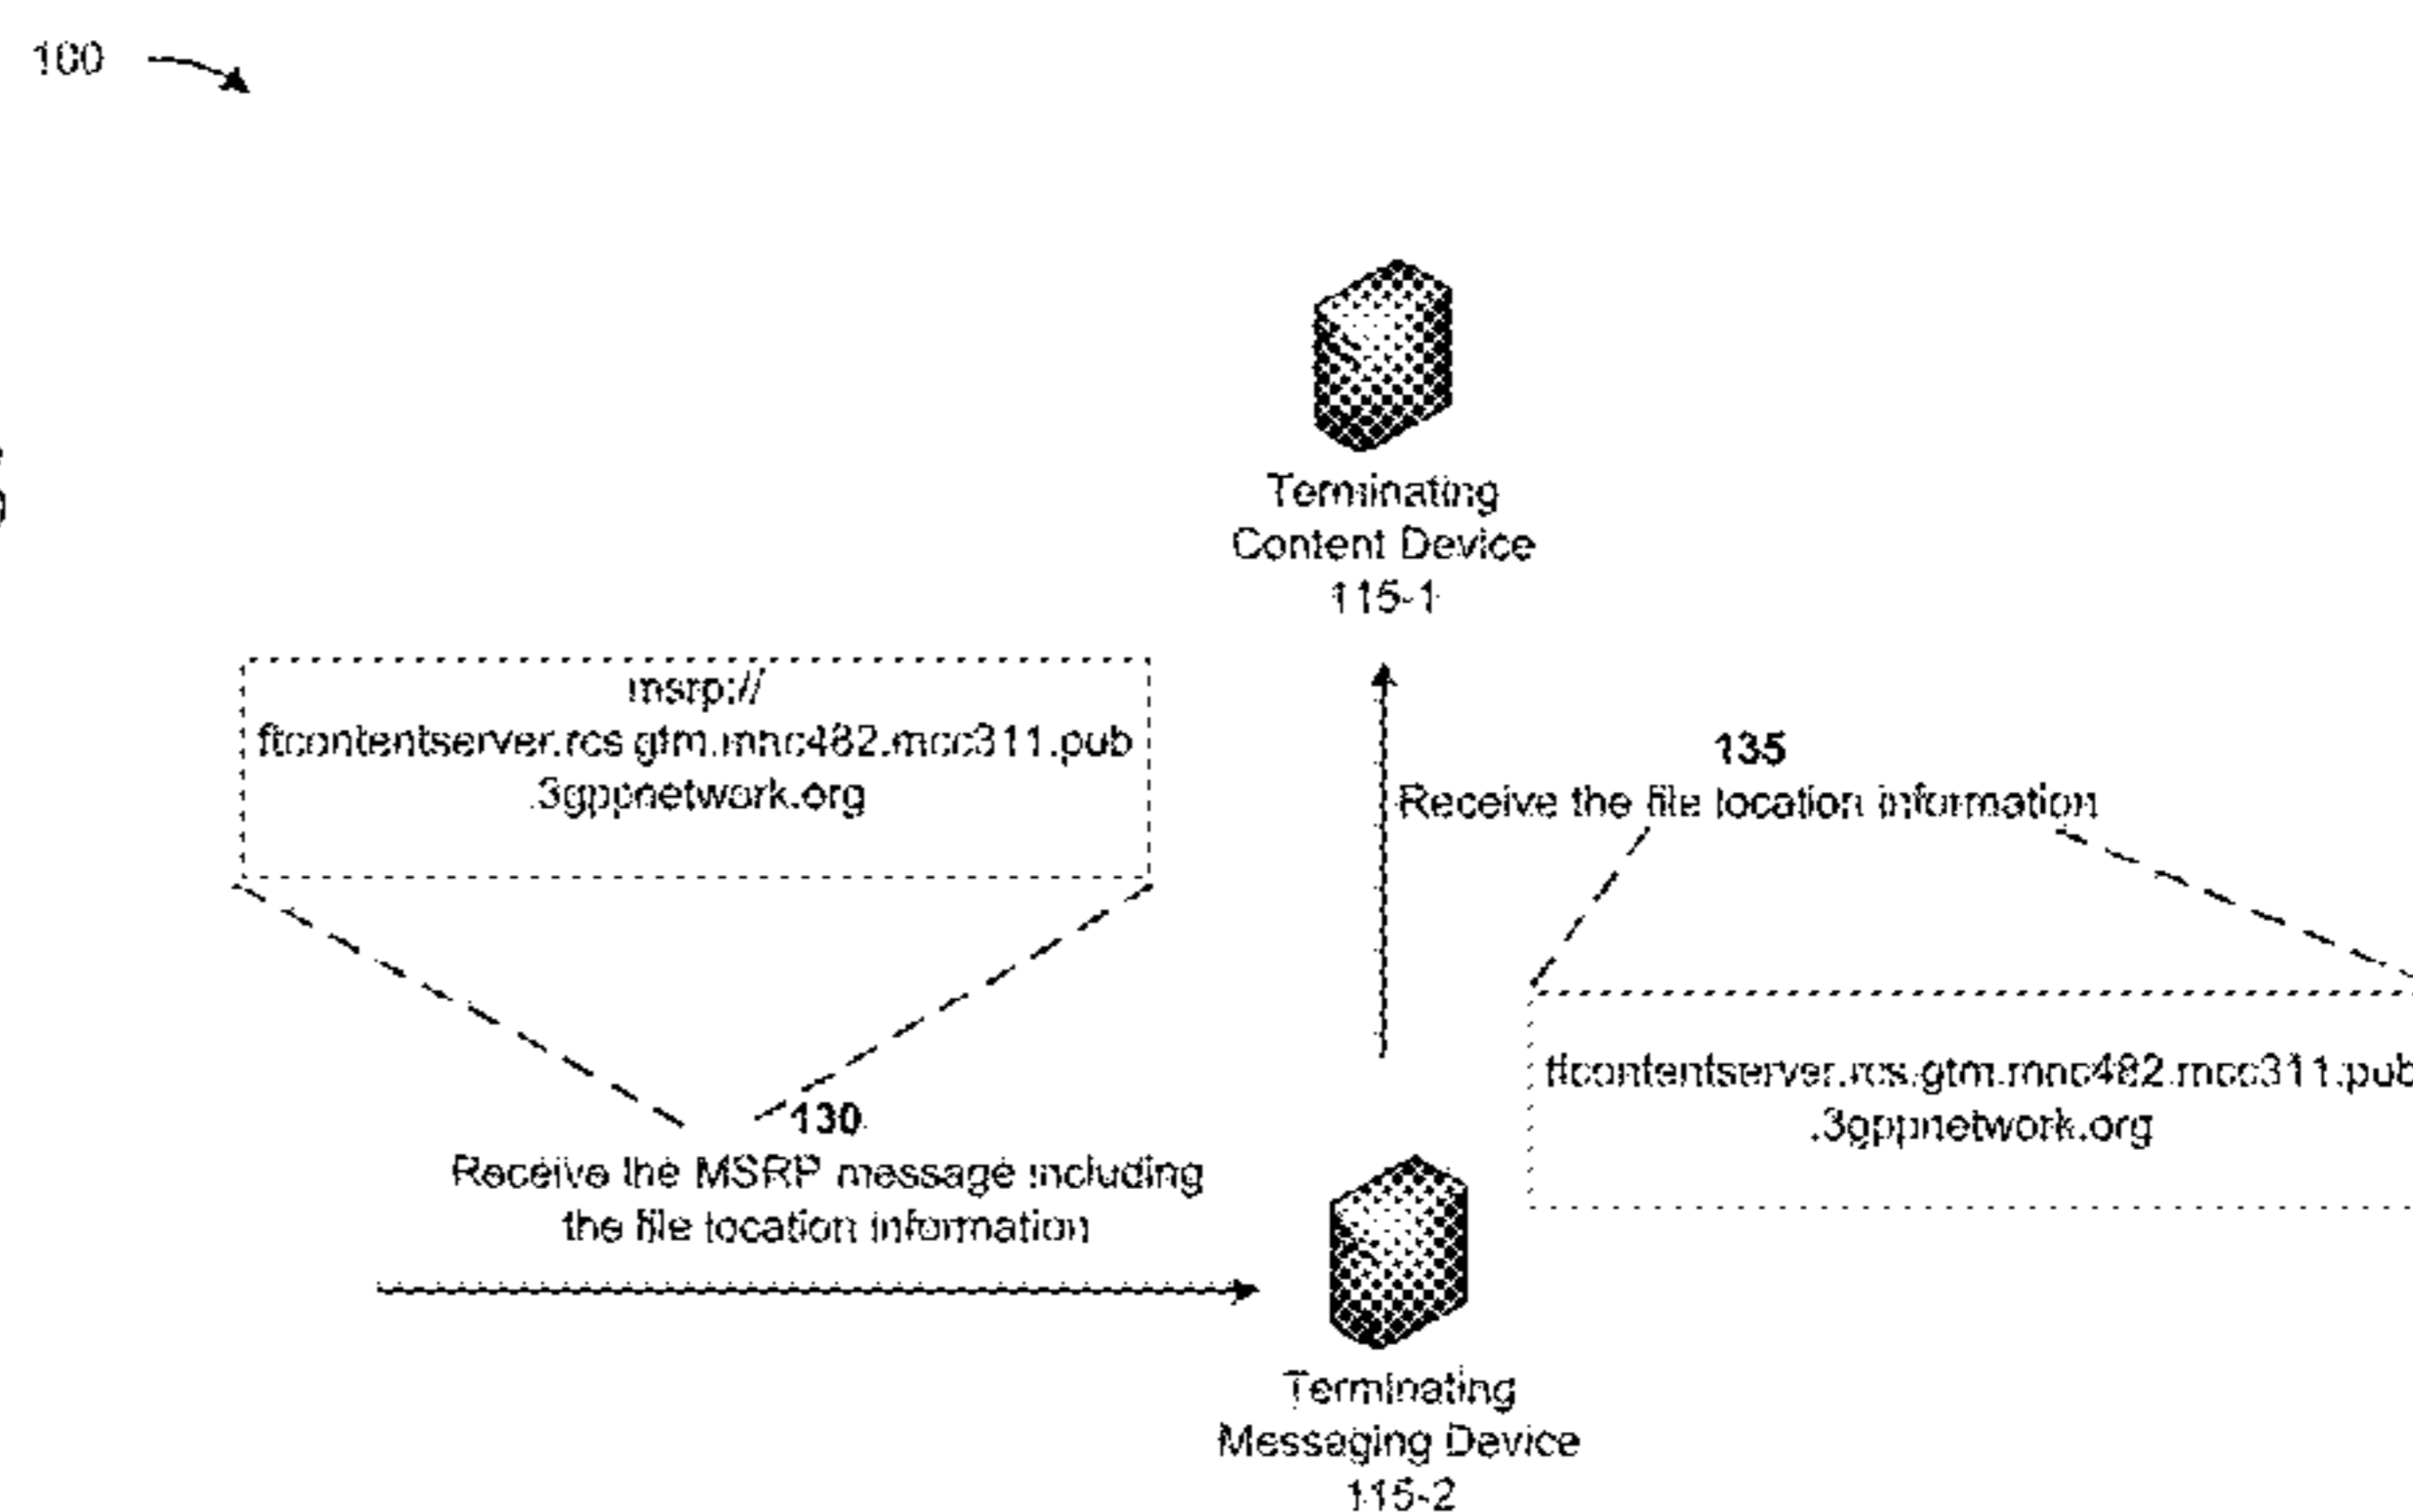 100
Terminating
Content Device
115-1
msrp://
ftcontentserver.rcs.gtm.mnc482.mcc311.pub
.3gppnetwork.org
135
Receive the file location information
ftcontentserver.rcs.gtm.mnc482.mcc311.pub
.3gppnetwork.org
130
Receive the MSRP message including
the file location information
Terminating
Messaging Device
115-2